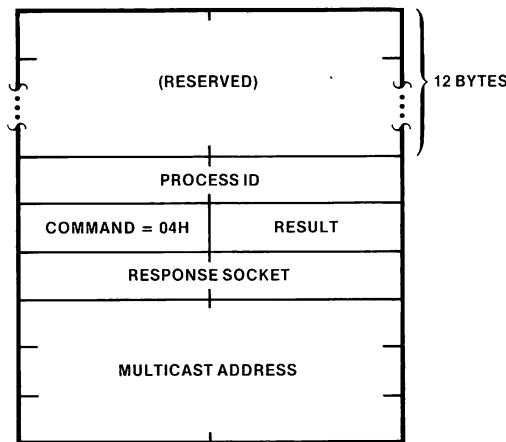 (RESERVED)
12 BYTES
PROCESS ID
COMMAND = 04H
RESULT
RESPONSE SOCKET
MULTICAST ADDRESS